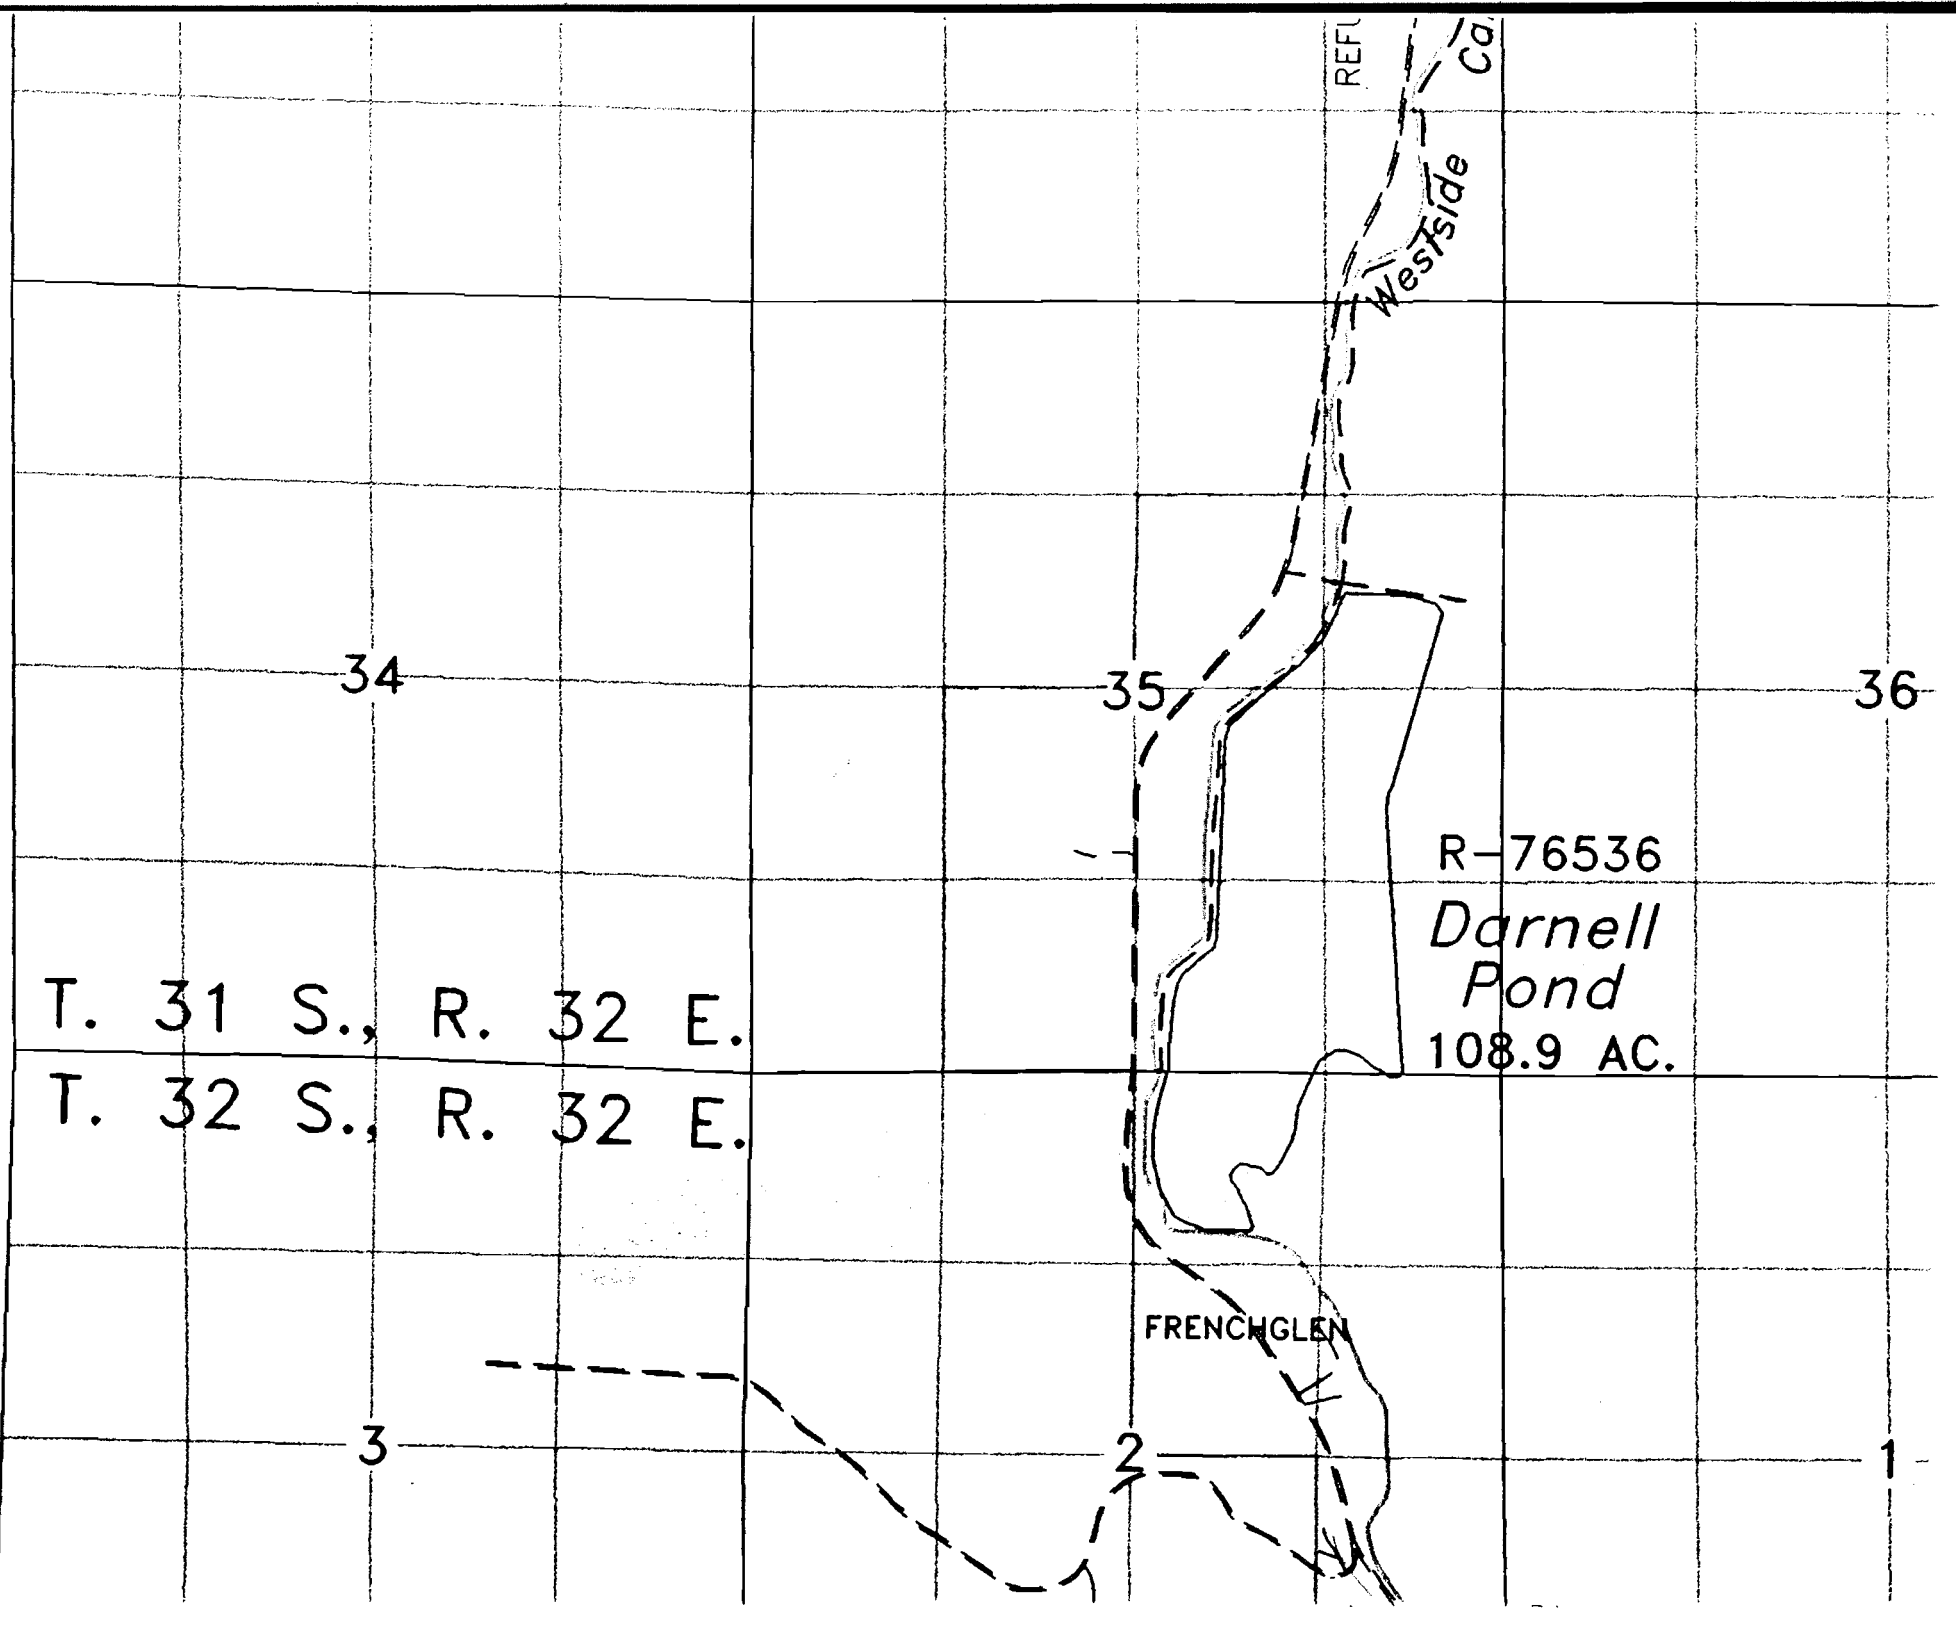 REFU
Ca
Westside
34
35
36
R-76536
Darnell
Pond
108.9 AC.
T. 31 S., R. 32 E.
T. 32 S., R. 32 E.
FRENCHGLEN
3
2
1